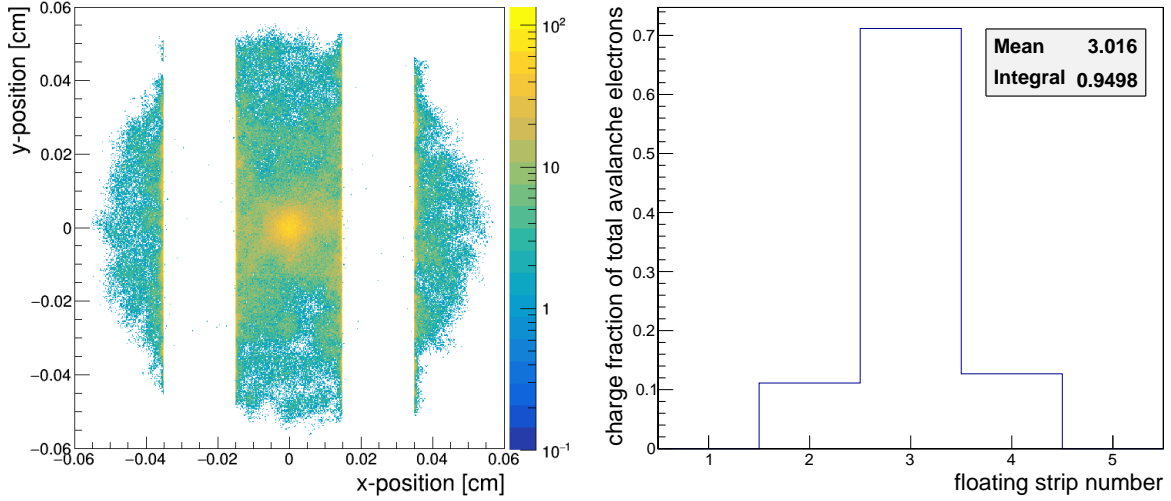 y-position [cm]
0.06
0.04
0.02
0
−0.02
−0.04
−0.06
−0.06 −0.04 −0.02 0 0.02 0.04 0.06
x-position [cm]
10²
10
1
10⁻¹
charge fraction of total avalanche electrons
0.7
0.6
0.5
0.4
0.3
0.2
0.1
0
1 2 3 4 5
floating strip number
Mean 3.016
Integral 0.9498